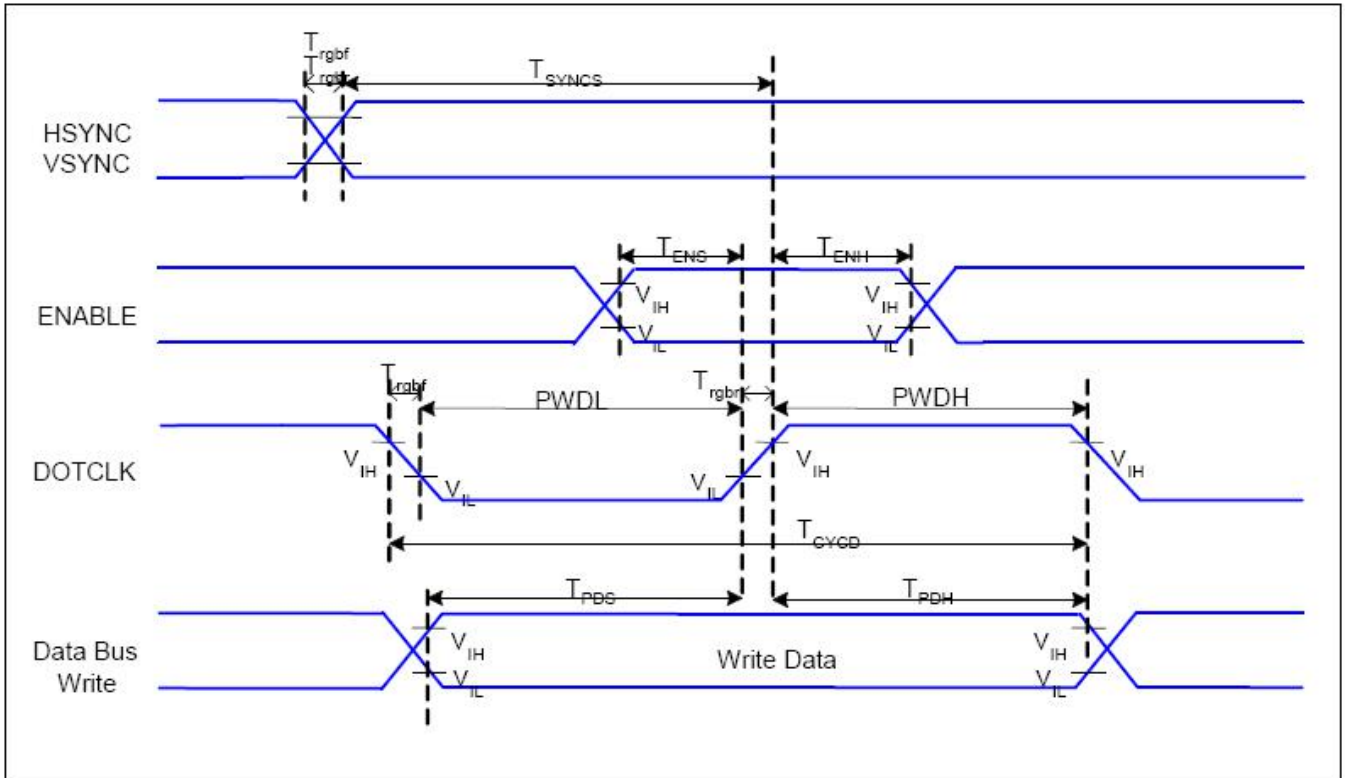 Trgbf
Trgbr
TSYNCS
HSYNC
VSYNC
TENS
TENH
VIH
VIH
ENABLE
VIL
VIL
Trgbf
Trgbr
PWDL
PWDH
DOTCLK
VIH
VIH
VIH
VIL
VIL
TCYCD
TPDS
TPDH
Data Bus
Write
VIH
Write Data
VIH
VIL
VIL